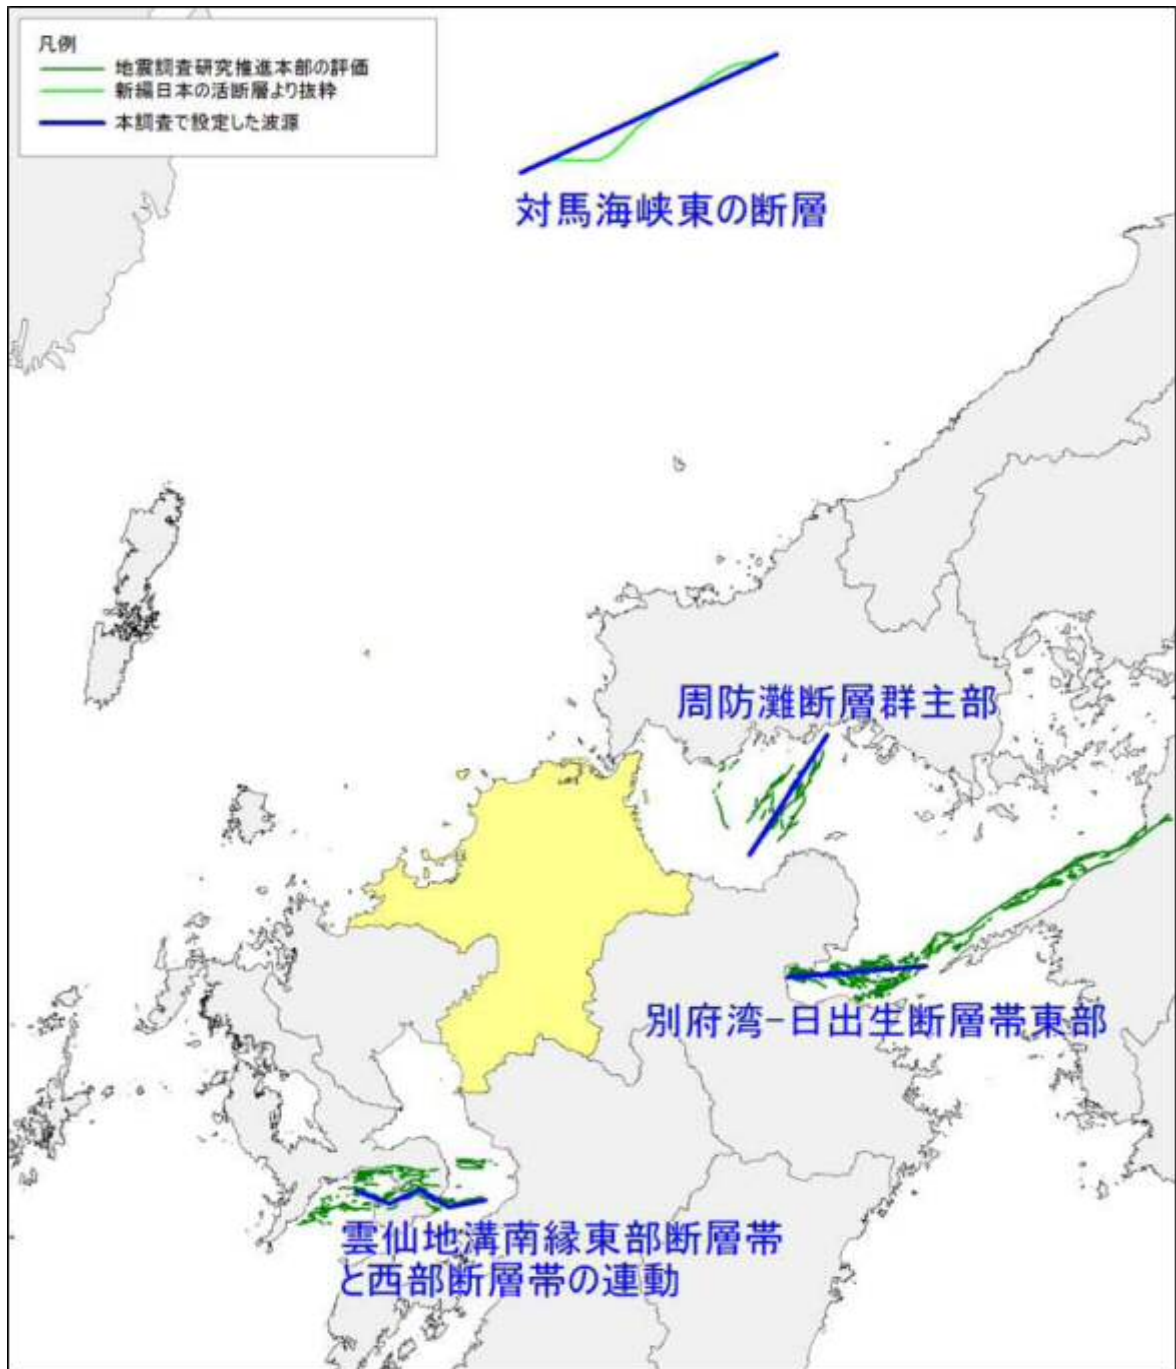 凡例
地震調査研究推進本部の評価
新編日本の活断層より抜粋
本調査で設定した波源
対馬海峡東の断層
周防灘断層群主部
別府湾-日出生断層帯東部
雲仙地溝南縁東部断層帯
と西部断層帯の連動